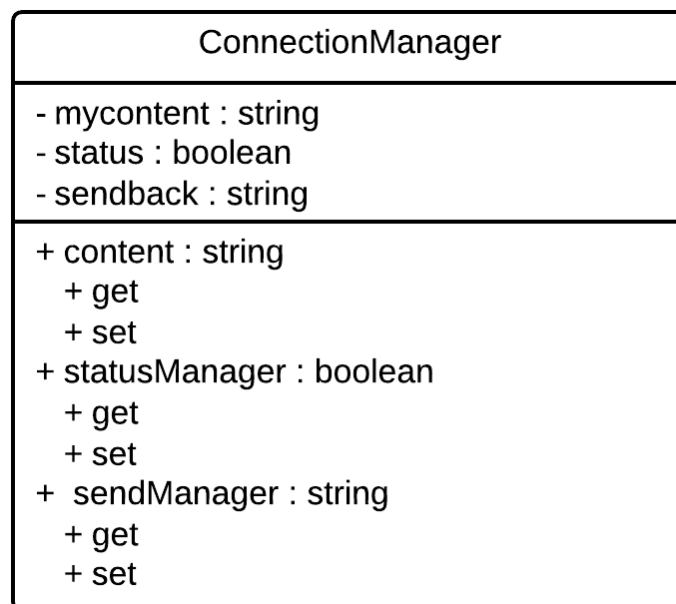 ConnectionManager
- mycontent : string
- status : boolean
- sendback : string
+ content : string
+ get
+ set
+ statusManager : boolean
+ get
+ set
+ sendManager : string
+ get
+ set